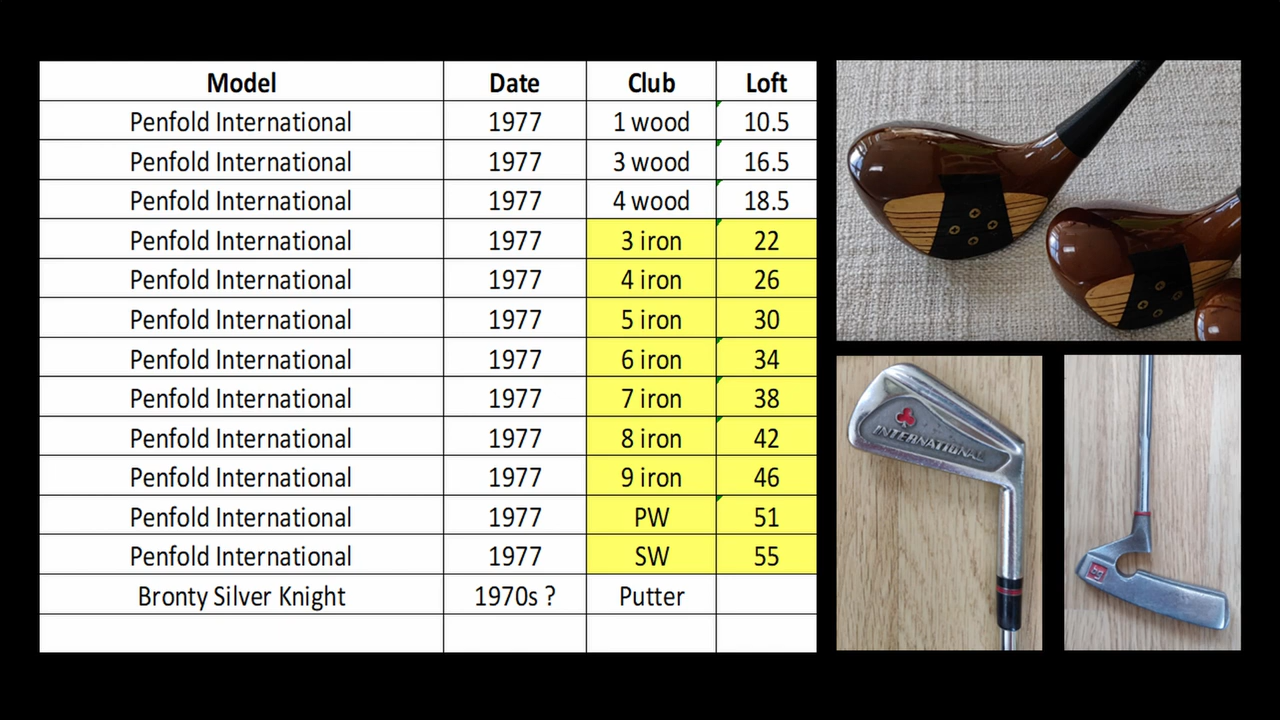 Model Date Club Loft
Penfold International 1977 1 wood 10.5
Penfold International 1977 3 wood 16.5
Penfold International 1977 4 wood 18.5
Penfold International 1977 3 iron 22
Penfold International 1977 4 iron 26
Penfold International 1977 5 iron 30
Penfold International 1977 6 iron 34
Penfold International 1977 7 iron 38
Penfold International 1977 8 iron 42
Penfold International 1977 9 iron 46
Penfold International 1977 PW 51
Penfold International 1977 SW 55
Bronty Silver Knight 1970s ? Putter
INTERNATIONAL